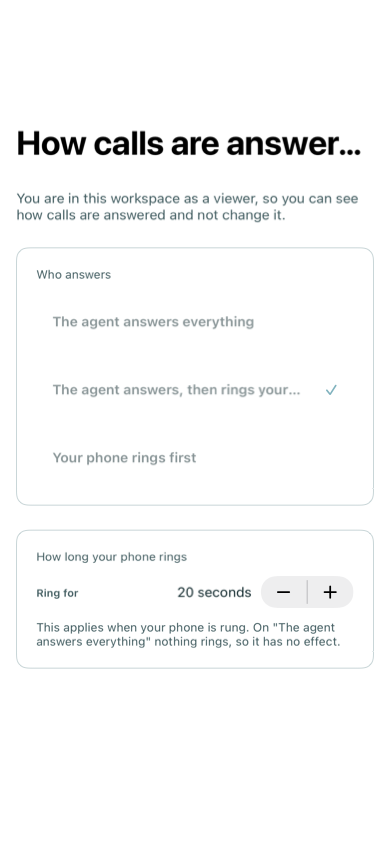 How calls are answer...
You are in this workspace as a viewer, so you can see
how calls are answered and not change it.
Who answers
The agent answers everything
The agent answers, then rings your...
Your phone rings first
How long your phone rings
Ring for 20 seconds
This applies when your phone is rung. On "The agent
answers everything" nothing rings, so it has no effect.